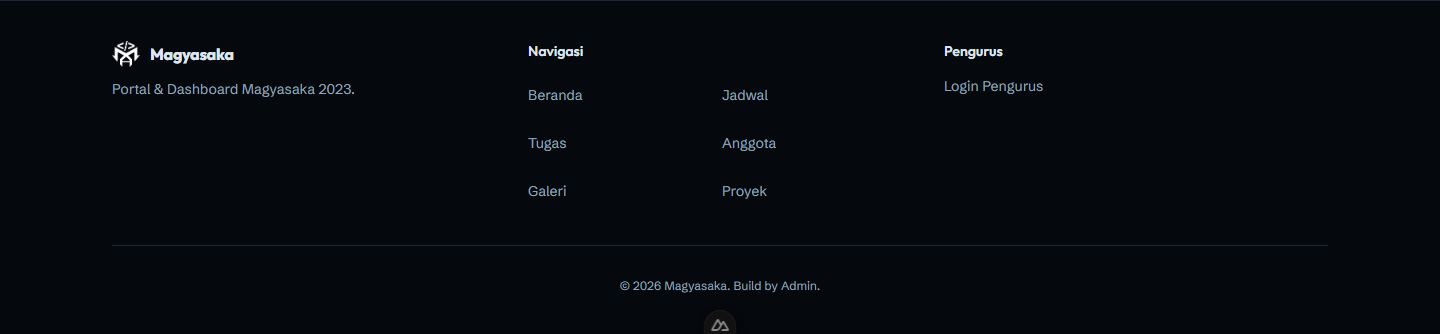 Magyasaka
Portal & Dashboard Magyasaka 2023.
Navigasi
Beranda
Jadwal
Tugas
Anggota
Galeri
Proyek
Pengurus
Login Pengurus
© 2026 Magyasaka. Build by Admin.